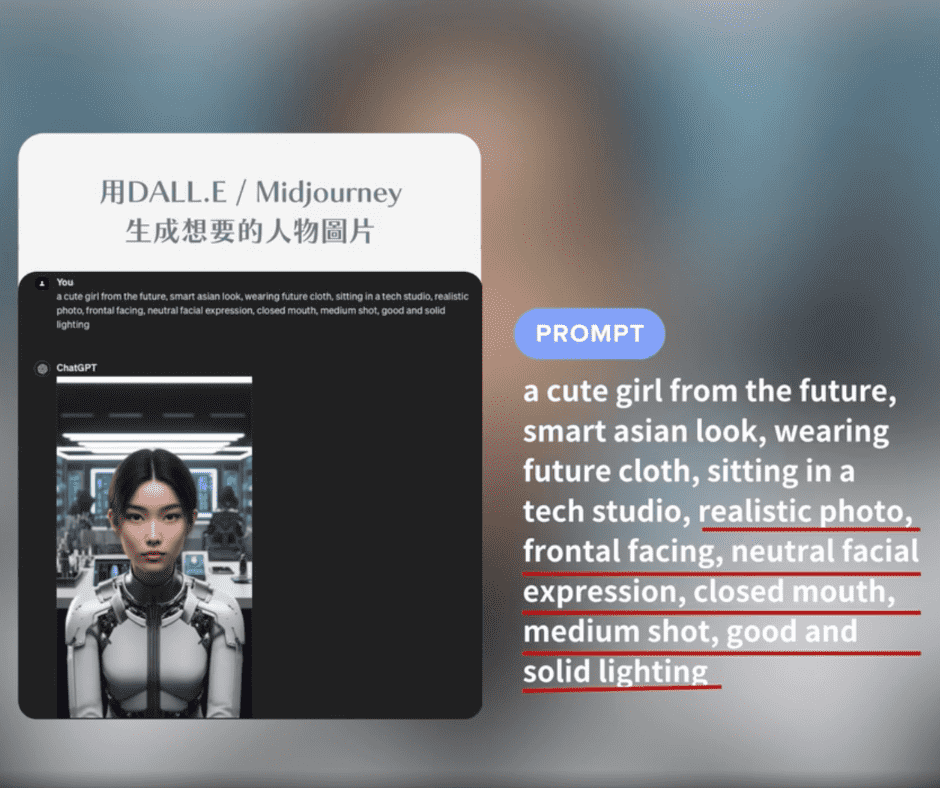 用DALL.E / Midjourney
生成想要的人物圖片
You
a cute girl from the future, smart asian look, wearing future cloth, sitting in a tech studio, realistic
photo, frontal facing, neutral facial expression, closed mouth, medium shot, good and solid
lighting
ChatGPT
PROMPT
a cute girl from the future,
smart asian look, wearing
future cloth, sitting in a
tech studio, realistic photo,
frontal facing, neutral facial
expression, closed mouth,
medium shot, good and
solid lighting